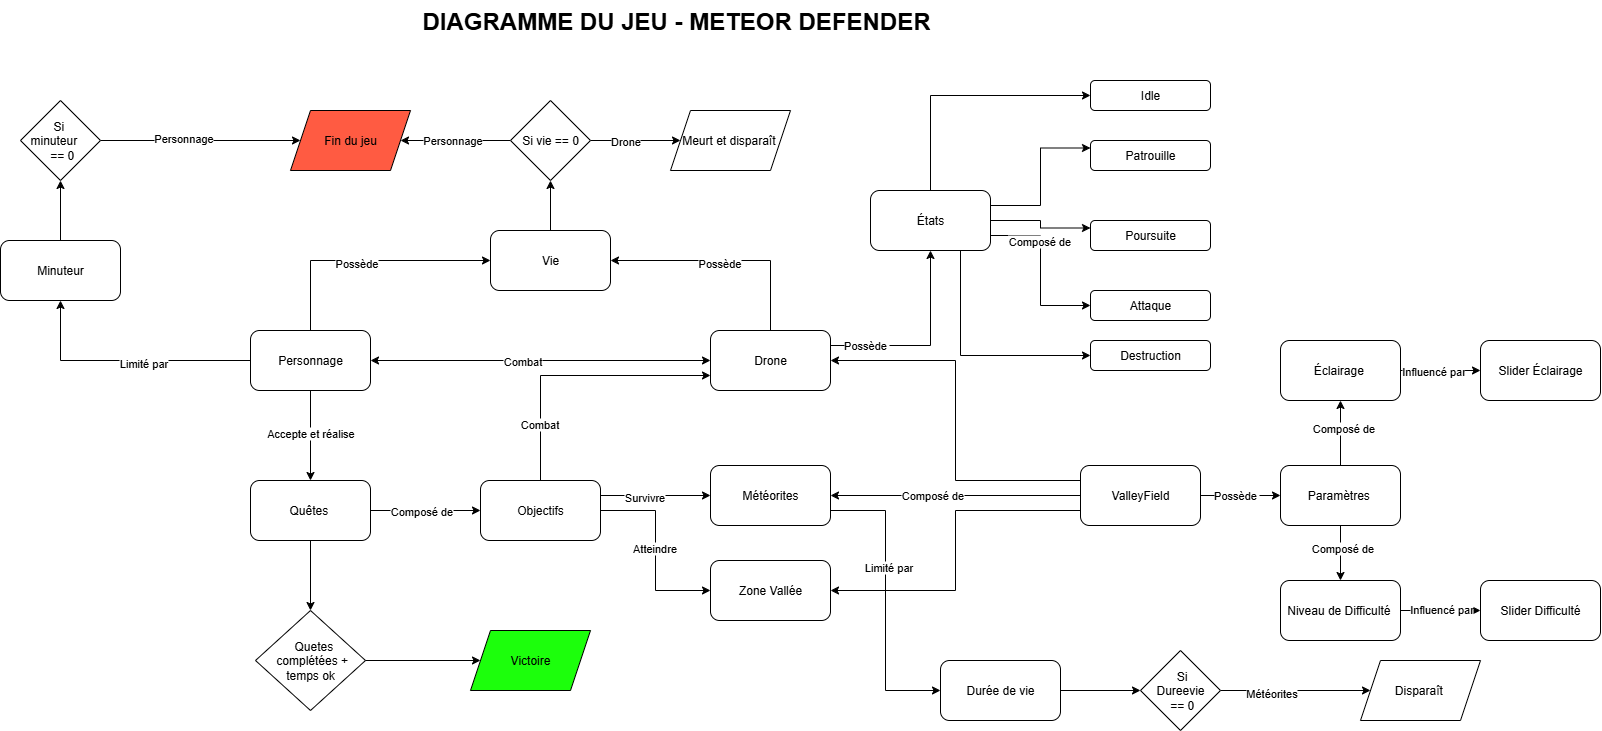 DIAGRAMME DU JEU - METEOR DEFENDER
Idle
Si
minuteur
== 0
Personnage
Fin du jeu
Personnage
Si vie == 0
Drone
Meurt et disparaît
Patrouille
États
Poursuite
Composé de
Minuteur
Possède
Vie
Possède
Attaque
Limité par
Personnage
Combat
Drone
Possède
Destruction
Éclairage
Influencé par
Slider Éclairage
Accepte et réalise
Combat
Composé de
Quêtes
Composé de
Objectifs
Survivre
Météorites
Composé de
ValleyField
Possède
Paramètres
Atteindre
Limité par
Composé de
Zone Vallée
Niveau de Difficulté
Influencé par
Slider Difficulté
Quetes
complétées +
temps ok
Victoire
Durée de vie
Si
Dureevie
== 0
Météorites
Disparaît